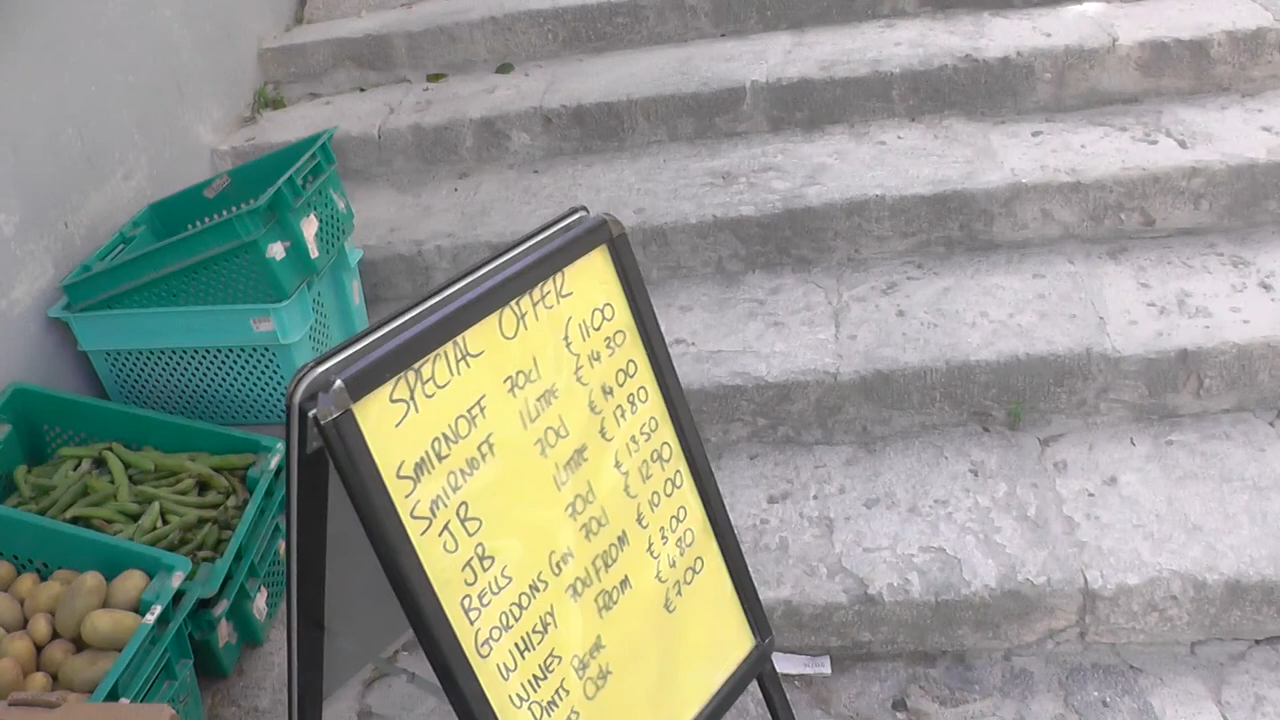 SPECIAL OFFER
SMIRNOFF 70cl € 11.00
SMIRNOFF 1 LITRE € 14.30
JB 70cl € 14.00
JB 1 LITRE € 17.80
BELLS 70cl € 13.50
GORDONS GIN 70cl € 12.90
WHISKY 70cl FROM € 10.00
WINES FROM € 3.00
PINTS BEER € 4.80
Ask € 7.00